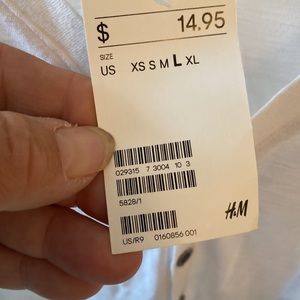 $ 14.95
SIZE
US XS S M L XL
029315 7 3004 10 3
5828/1
H&M
US/R9 0160856 001